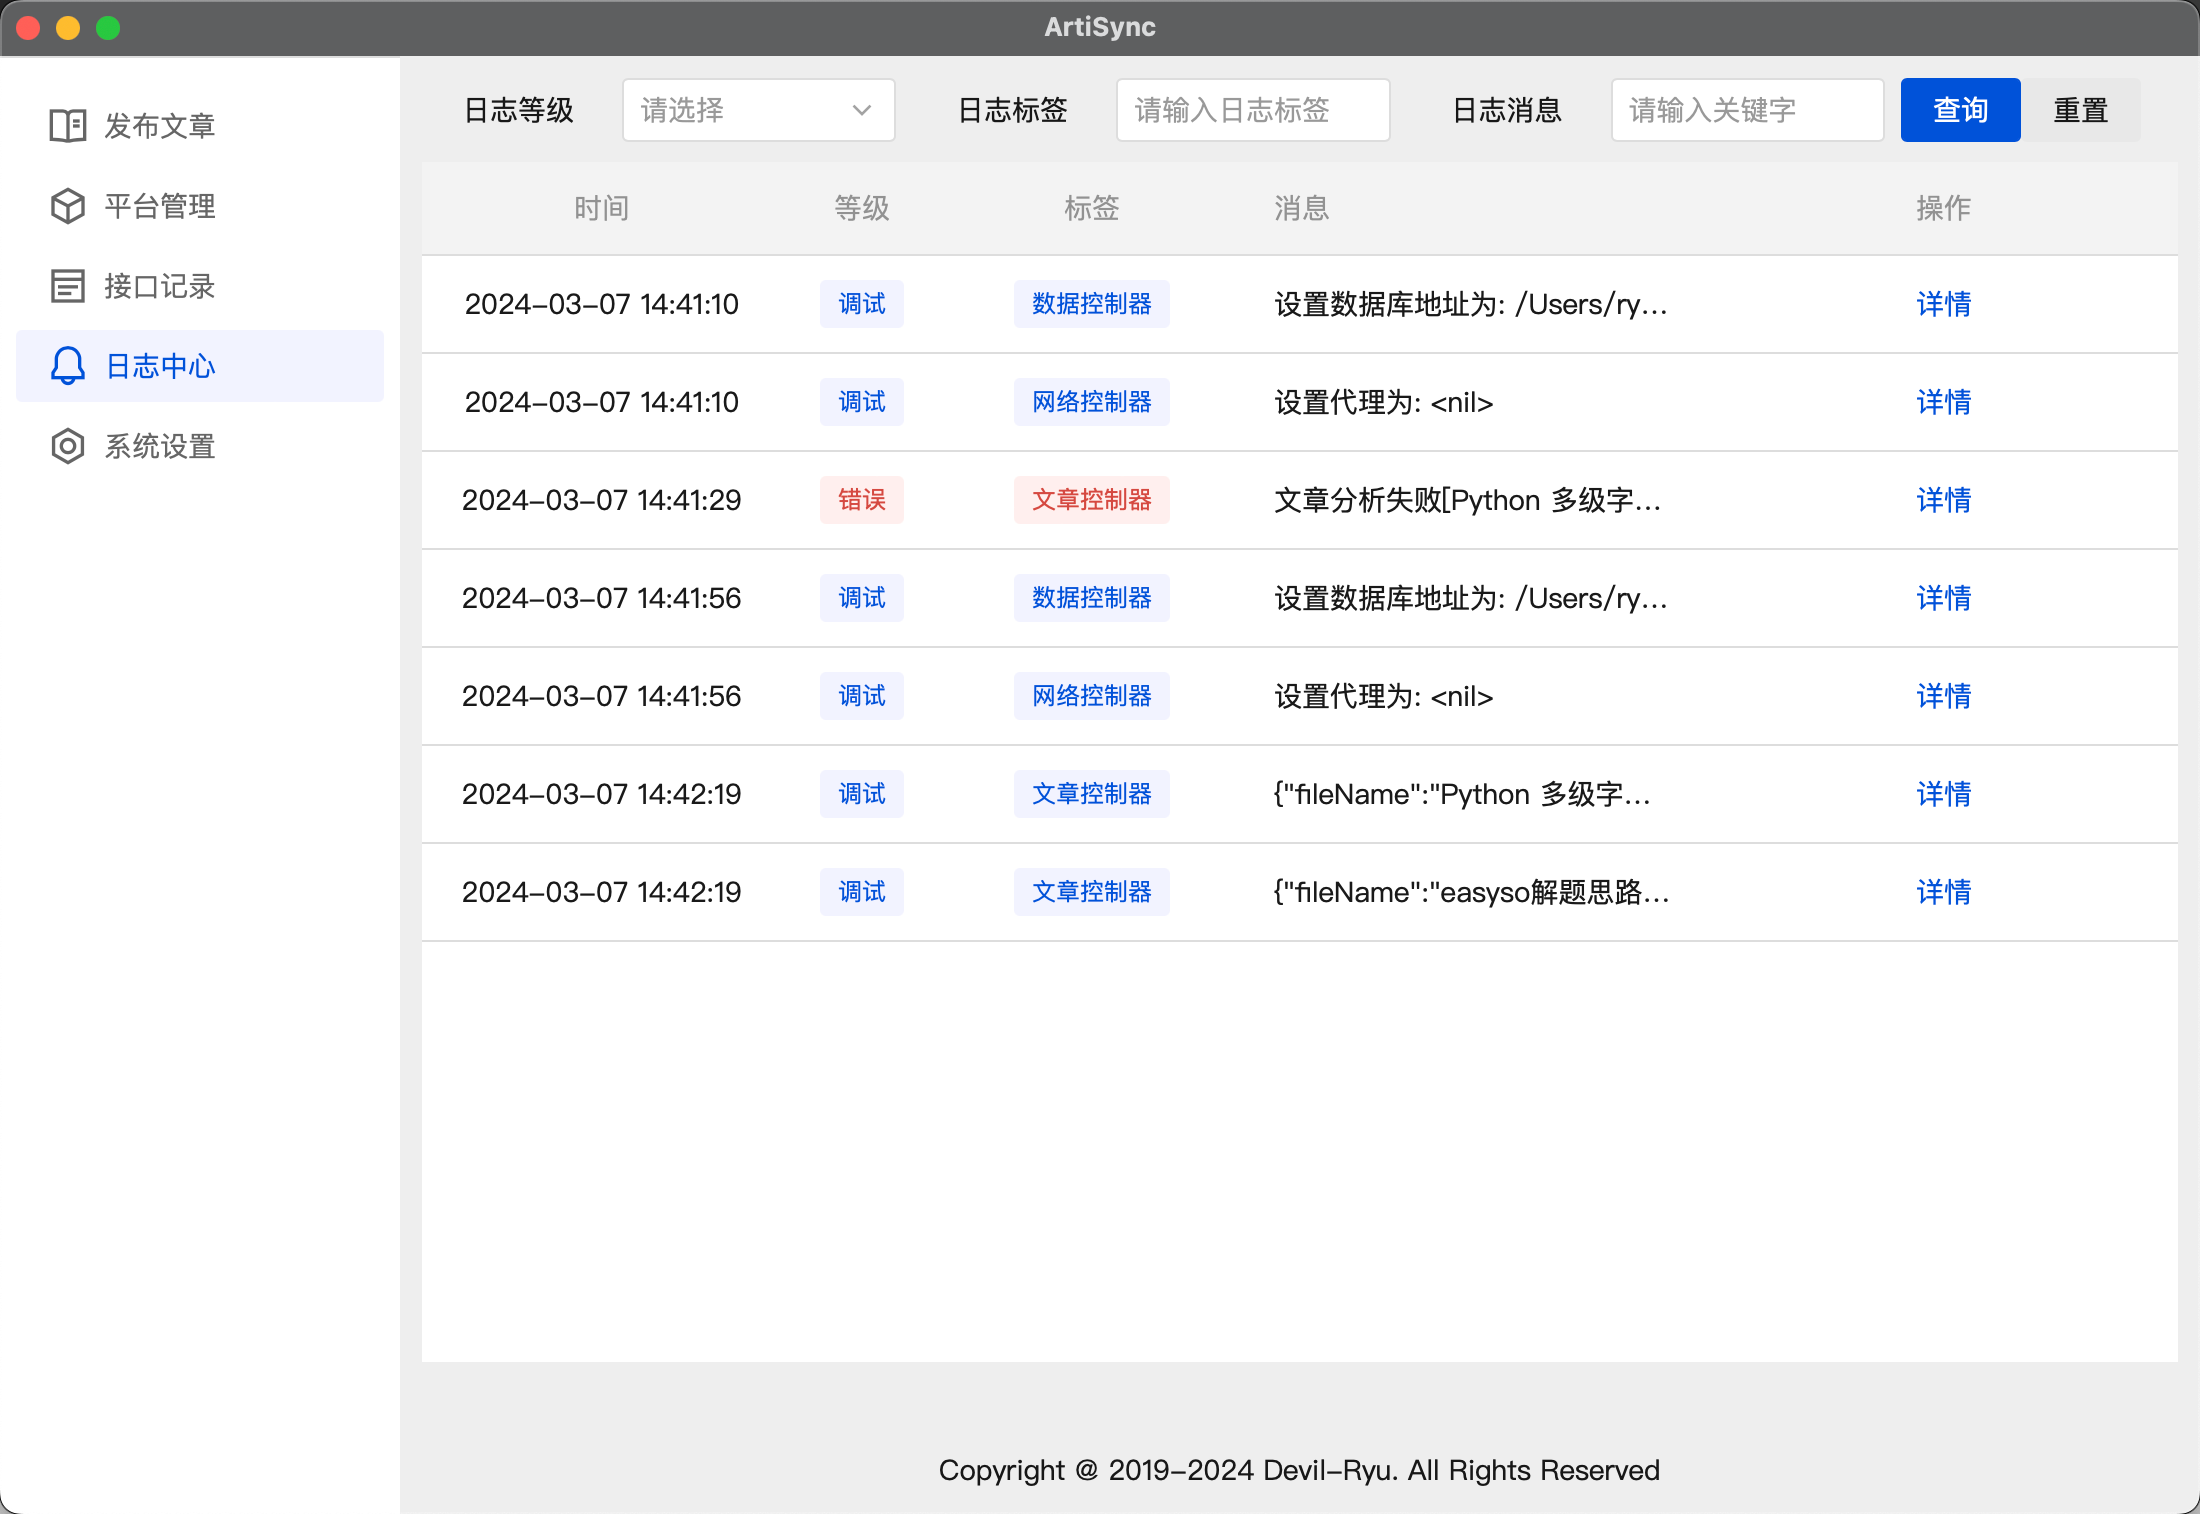 ArtiSync
发布文章
平台管理
接口记录
日志中心
系统设置
日志等级 请选择 日志标签 请输入日志标签 日志消息 请输入关键字 查询 重置
时间 等级 标签 消息 操作
2024-03-07 14:41:10 调试 数据控制器 设置数据库地址为: /Users/ry... 详情
2024-03-07 14:41:10 调试 网络控制器 设置代理为: <nil> 详情
2024-03-07 14:41:29 错误 文章控制器 文章分析失败[Python 多级字... 详情
2024-03-07 14:41:56 调试 数据控制器 设置数据库地址为: /Users/ry... 详情
2024-03-07 14:41:56 调试 网络控制器 设置代理为: <nil> 详情
2024-03-07 14:42:19 调试 文章控制器 {"fileName":"Python 多级字... 详情
2024-03-07 14:42:19 调试 文章控制器 {"fileName":"easyso解题思路... 详情
Copyright @ 2019-2024 Devil-Ryu. All Rights Reserved